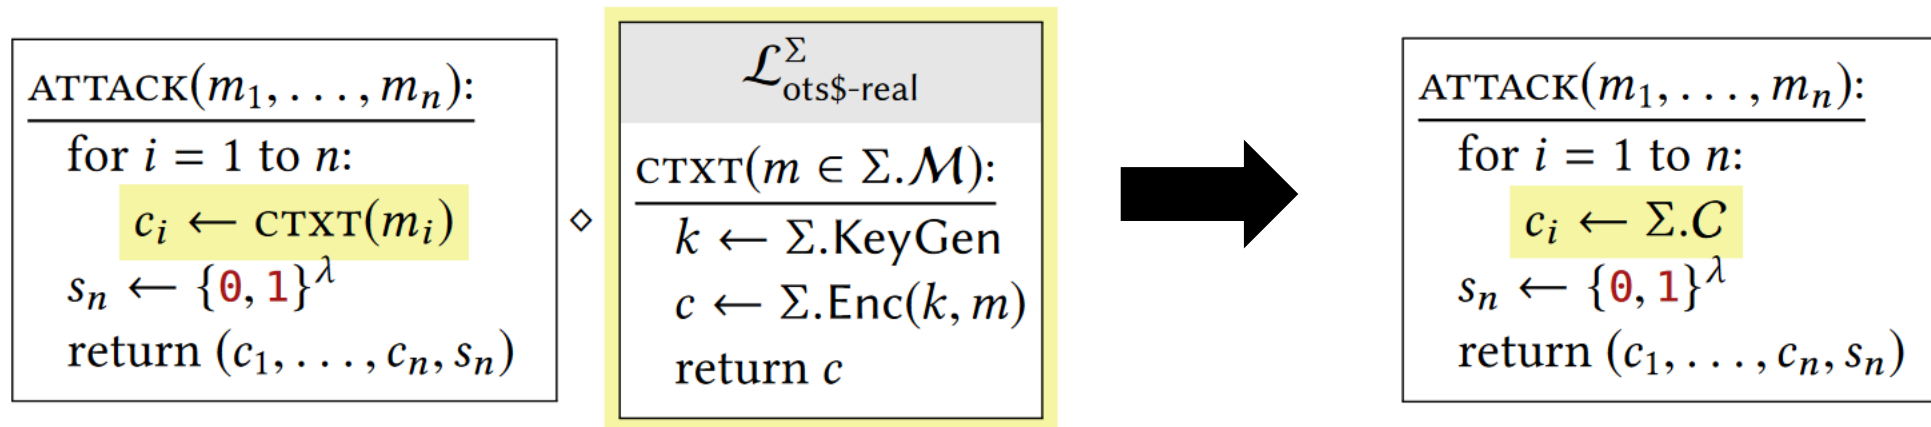 ATTACK(m₁, . . . , mₙ):
for i = 1 to n:
cᵢ ← CTXT(mᵢ)
sₙ ← {0, 1}^λ
return (c₁, . . . , cₙ, sₙ)
⋄
𝓛^Σ_ots$-real
CTXT(m ∈ Σ.𝓜):
k ← Σ.KeyGen
c ← Σ.Enc(k, m)
return c
ATTACK(m₁, . . . , mₙ):
for i = 1 to n:
cᵢ ← Σ.𝓒
sₙ ← {0, 1}^λ
return (c₁, . . . , cₙ, sₙ)